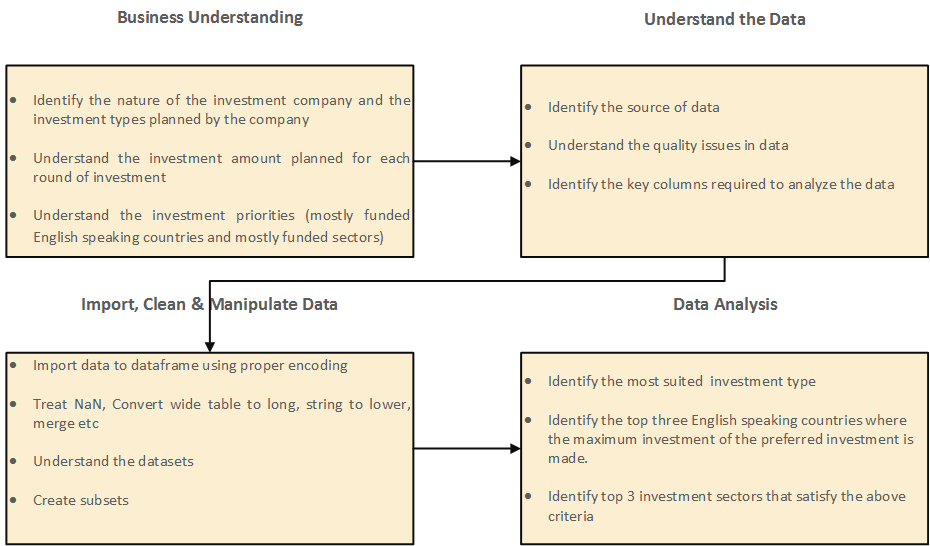 Business Understanding
Identify the nature of the investment company and the
investment types planned by the company
Understand the investment amount planned for each
round of investment
Understand the investment priorities (mostly funded
English speaking countries and mostly funded sectors)
Understand the Data
Identify the source of data
Understand the quality issues in data
Identify the key columns required to analyze the data
Import, Clean & Manipulate Data
Import data to dataframe using proper encoding
Treat NaN, Convert wide table to long, string to lower,
merge etc
Understand the datasets
Create subsets
Data Analysis
Identify the most suited investment type
Identify the top three English speaking countries where
the maximum investment of the preferred investment is
made.
Identify top 3 investment sectors that satisfy the above
criteria